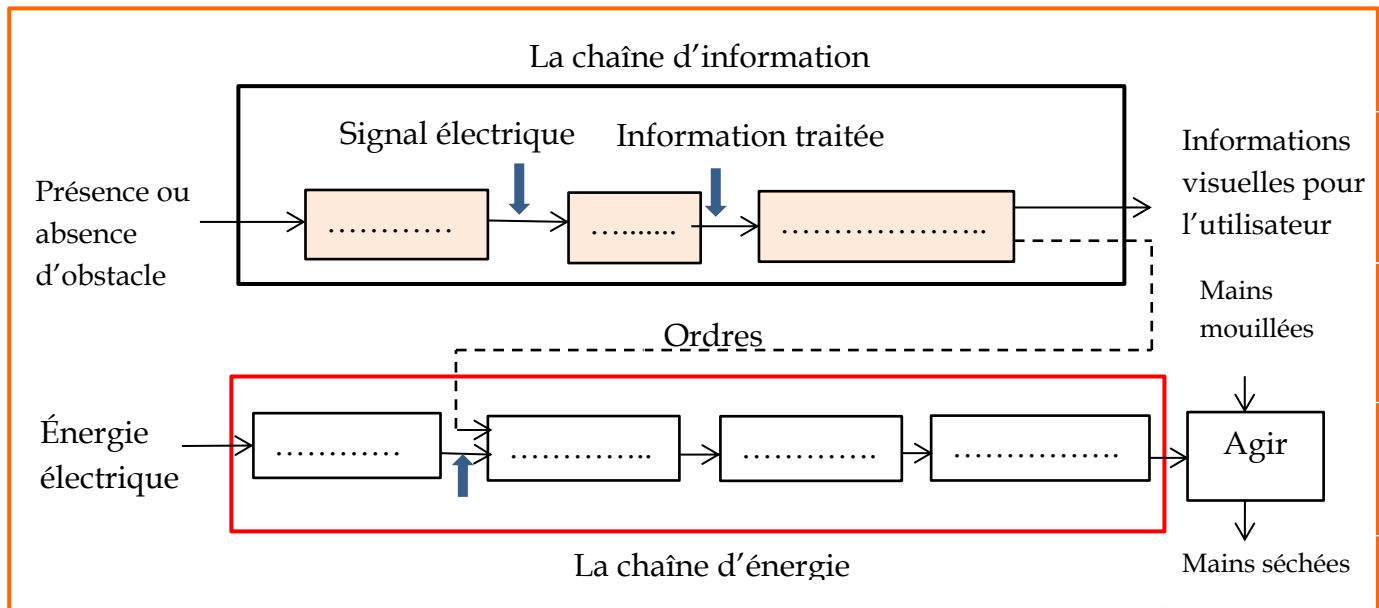 La chaîne d'information
Signal électrique
Information traitée
Présence ou
absence
d'obstacle
…………
….......
………………..
Informations
visuelles pour
l'utilisateur
Ordres
Mains
mouillées
Énergie
électrique
…………
…………..
…………
……………
Agir
La chaîne d'énergie
Mains séchées